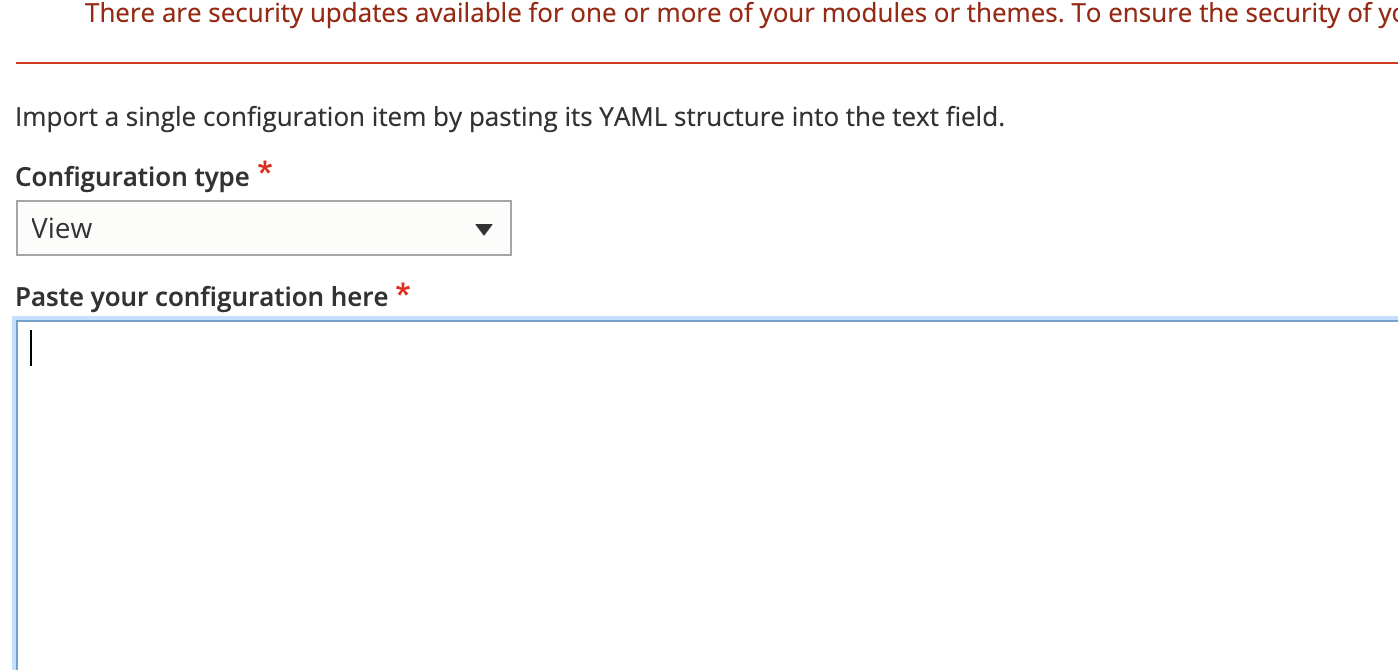 There are security updates available for one or more of your modules or themes. To ensure the security of
Import a single configuration item by pasting its YAML structure into the text field.
Configuration type *
View
Paste your configuration here *